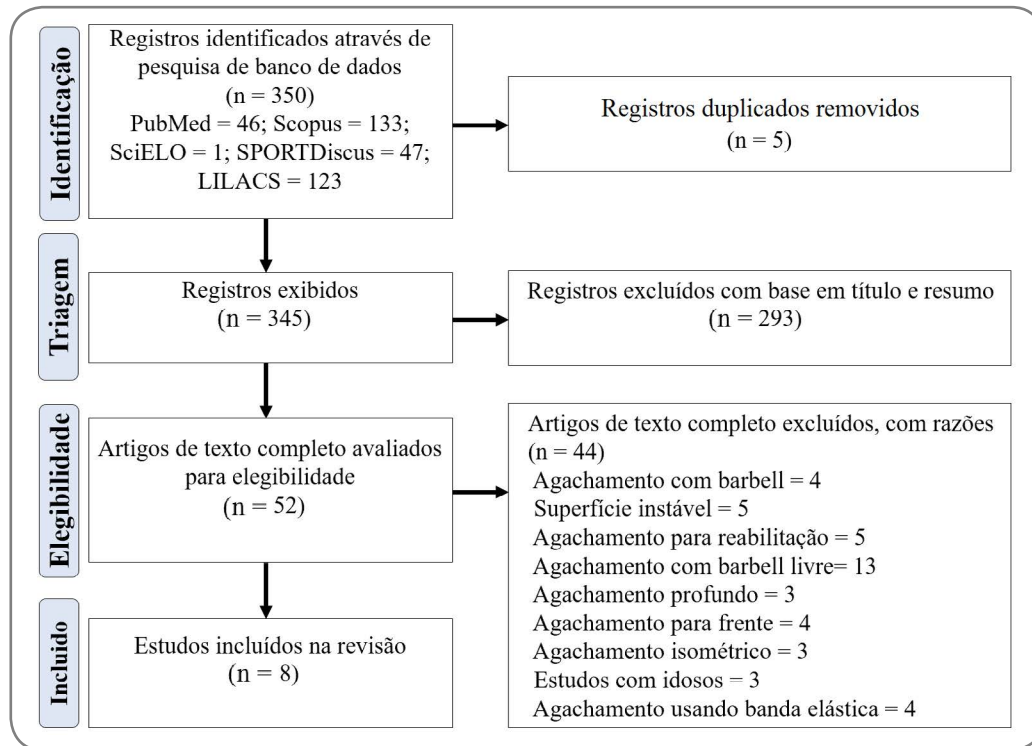 Identificação
Registros identificados através de
pesquisa de banco de dados
(n = 350)
PubMed = 46; Scopus = 133;
SciELO = 1; SPORTDiscus = 47;
LILACS = 123
Registros duplicados removidos
(n = 5)
Triagem
Registros exibidos
(n = 345)
Registros excluídos com base em título e resumo
(n = 293)
Elegibilidade
Artigos de texto completo avaliados
para elegibilidade
(n = 52)
Artigos de texto completo excluídos, com razões
(n = 44)
Agachamento com barbell = 4
Superfície instável = 5
Agachamento para reabilitação = 5
Agachamento com barbell livre= 13
Agachamento profundo = 3
Agachamento para frente = 4
Agachamento isométrico = 3
Estudos com idosos = 3
Agachamento usando banda elástica = 4
Incluido
Estudos incluídos na revisão
(n = 8)